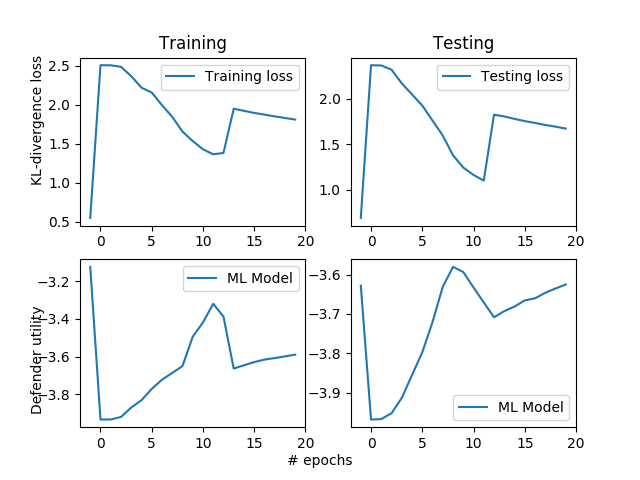 Training
Testing
KL-divergence loss
2.5
2.0
1.5
1.0
0.5
Training loss
0 5 10 15 20
2.0
1.5
1.0
Testing loss
0 5 10 15 20
Defender utility
−3.2
−3.4
−3.6
−3.8
ML Model
0 5 10 15 20
−3.6
−3.7
−3.8
−3.9
ML Model
0 5 10 15 20
# epochs